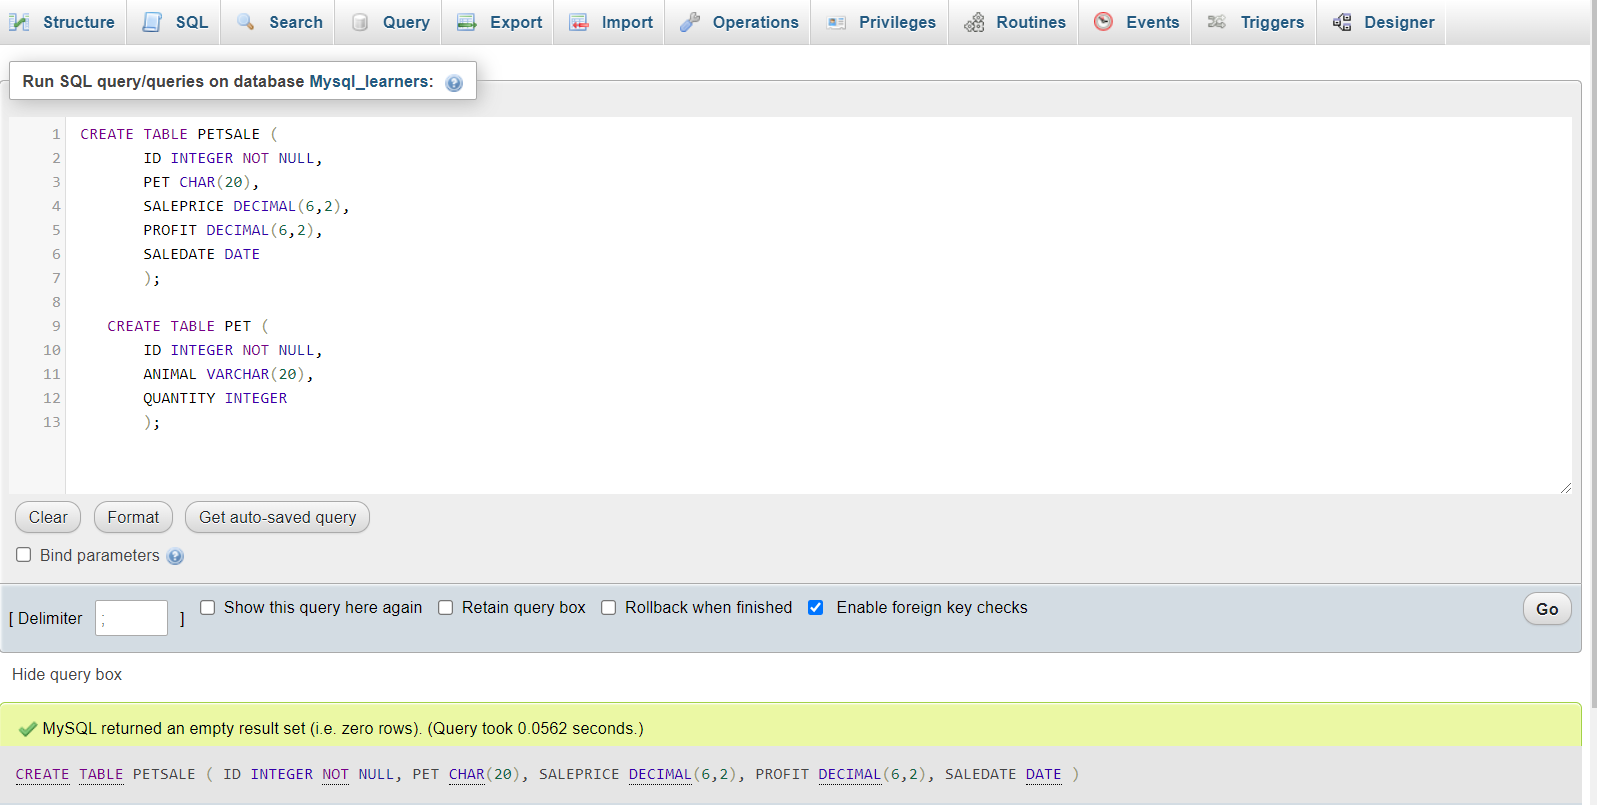 Structure SQL Search Query Export Import Operations Privileges Routines Events Triggers Designer
Run SQL query/queries on database Mysql_learners:
1 CREATE TABLE PETSALE (
2 ID INTEGER NOT NULL,
3 PET CHAR(20),
4 SALEPRICE DECIMAL(6,2),
5 PROFIT DECIMAL(6,2),
6 SALEDATE DATE
7 );
8
9 CREATE TABLE PET (
10 ID INTEGER NOT NULL,
11 ANIMAL VARCHAR(20),
12 QUANTITY INTEGER
13 );
Clear Format Get auto-saved query
Bind parameters
[ Delimiter ; ] Show this query here again Retain query box Rollback when finished Enable foreign key checks Go
Hide query box
MySQL returned an empty result set (i.e. zero rows). (Query took 0.0562 seconds.)
CREATE TABLE PETSALE ( ID INTEGER NOT NULL, PET CHAR(20), SALEPRICE DECIMAL(6,2), PROFIT DECIMAL(6,2), SALEDATE DATE )